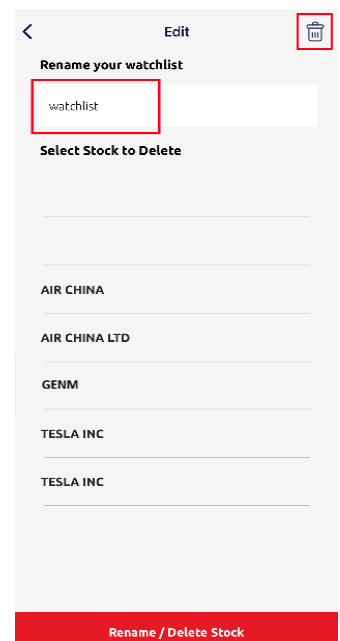 Edit
Rename your watchlist
watchlist
Select Stock to Delete
AIR CHINA
AIR CHINA LTD
GENM
TESLA INC
TESLA INC
Rename / Delete Stock